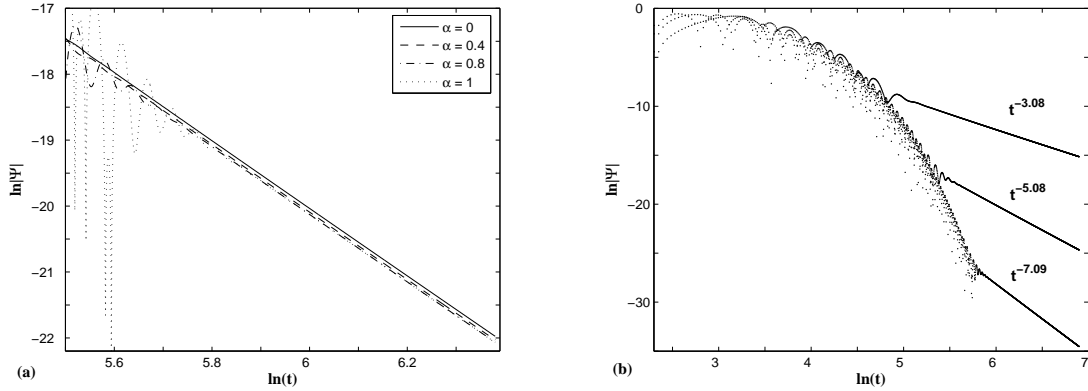 −17
−18
−19
−20
−21
−22
ln|Ψ|
5.6
5.8
6
6.2
ln(t)
(a)
α = 0
α = 0.4
α = 0.8
α = 1
0
−10
−20
−30
ln|Ψ|
2
3
4
5
6
7
ln(t)
(b)
t^-3.08
t^-5.08
t^-7.09